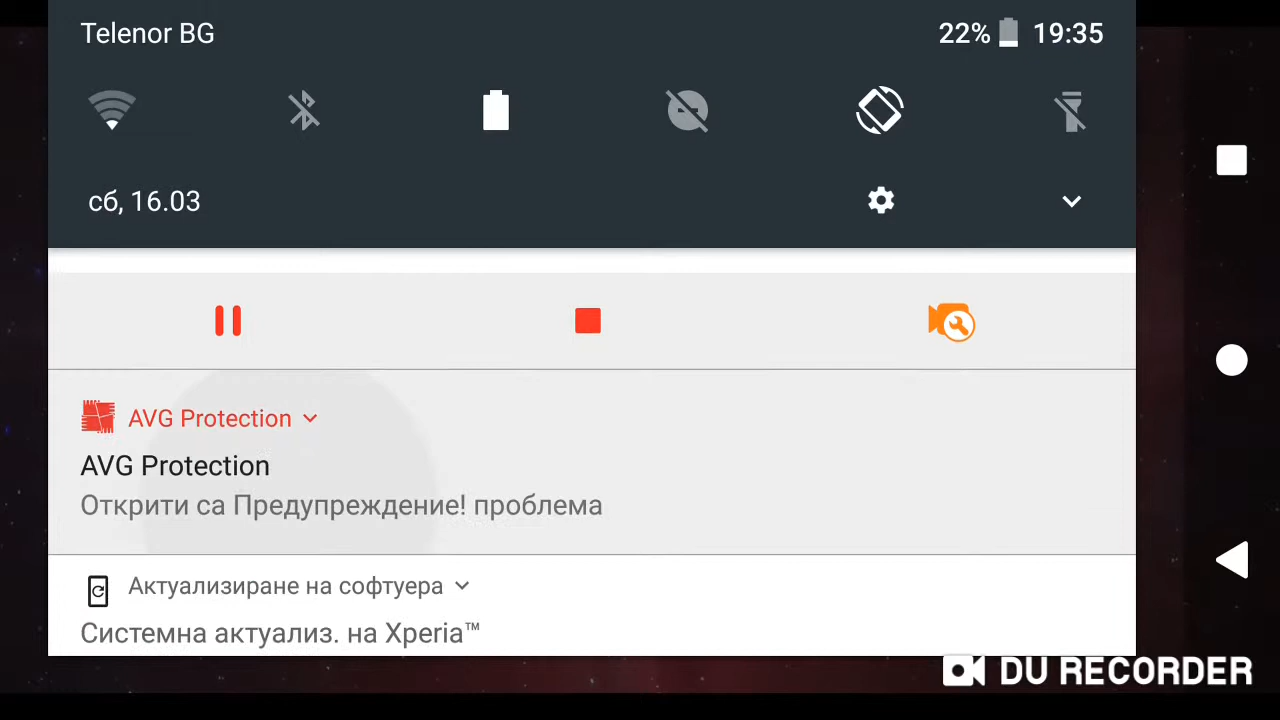 Telenor BG
22% 19:35
сб, 16.03
AVG Protection
AVG Protection
Открити са Предупреждение! проблема
Актуализиране на софтуера
Системна актуализ. на Xperia™
DU RECORDER